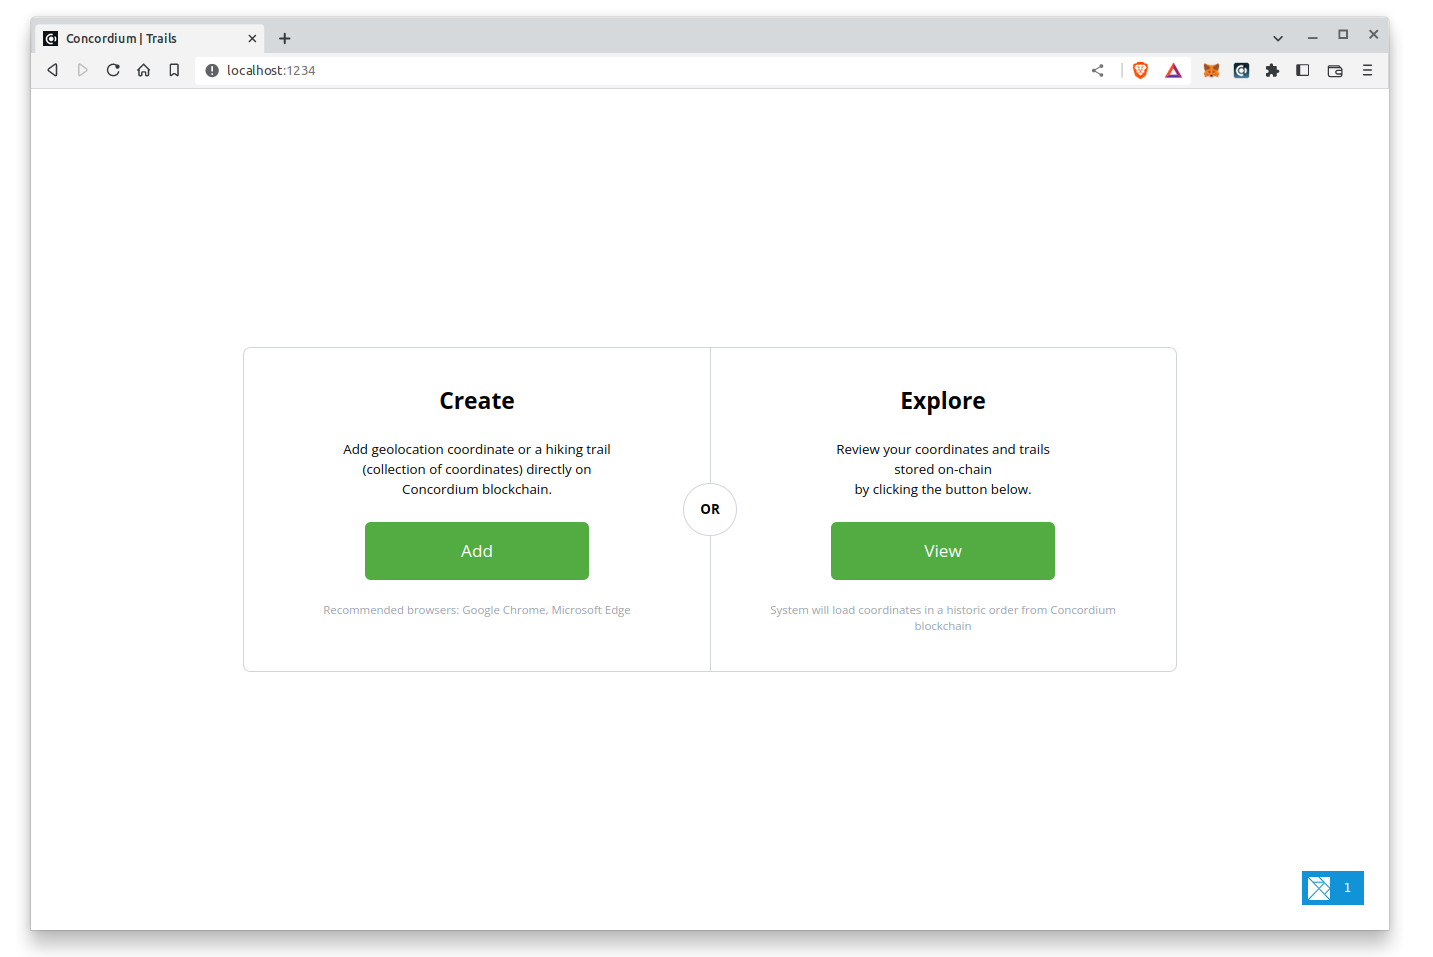 Concordium | Trails
localhost:1234
Create
Add geolocation coordinate or a hiking trail
(collection of coordinates) directly on
Concordium blockchain.
Add
Recommended browsers: Google Chrome, Microsoft Edge
OR
Explore
Review your coordinates and trails
stored on-chain
by clicking the button below.
View
System will load coordinates in a historic order from Concordium
blockchain
1